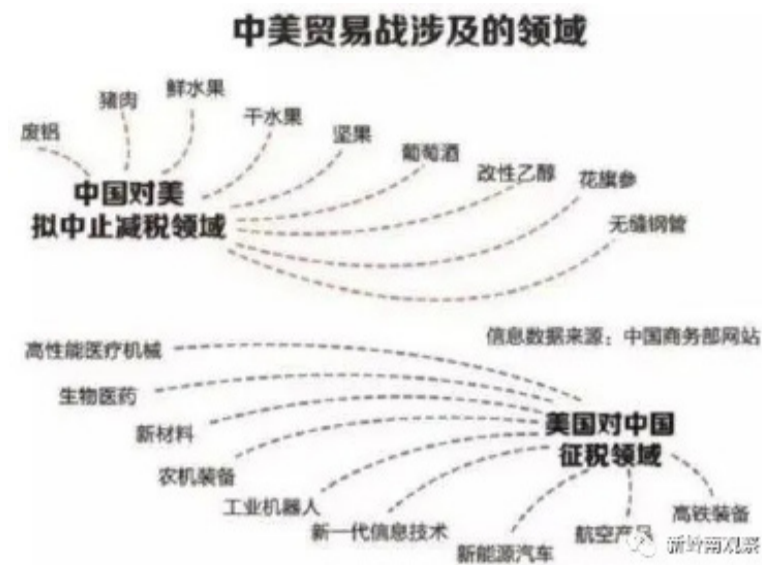 中美贸易战涉及的领域
废铝
猪肉
鲜水果
干水果
坚果
葡萄酒
改性乙醇
花旗参
无缝钢管
中国对美
拟中止减税领域
信息数据来源：中国商务部网站
高性能医疗机械
生物医药
新材料
农机装备
工业机器人
新一代信息技术
新能源汽车
航空产品
高铁装备
美国对中国
征税领域
新岭南观察